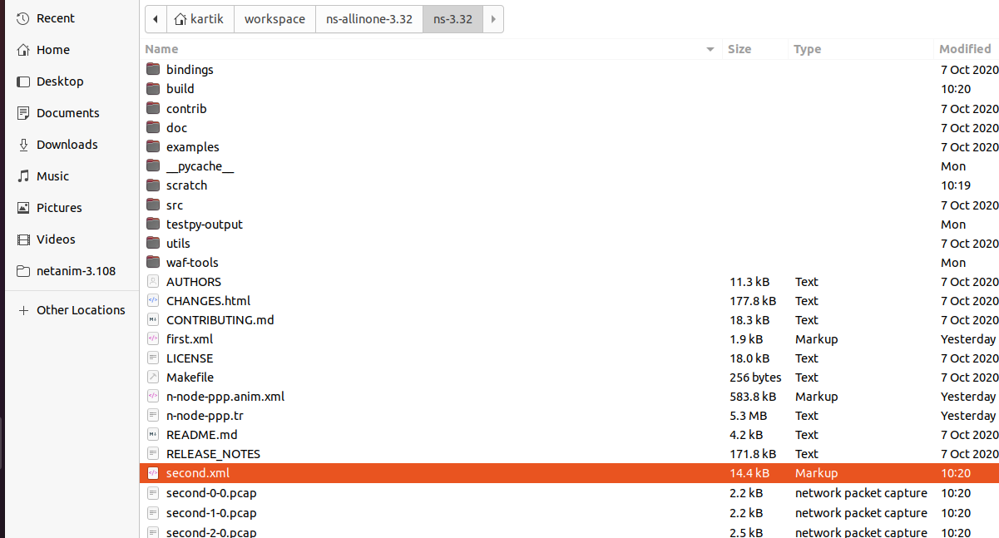 Recent
Home
Desktop
Documents
Downloads
Music
Pictures
Videos
netanim-3.108
Other Locations
kartik workspace ns-allinone-3.32 ns-3.32
Name Size Type Modified
bindings 7 Oct 2020
build 10:20
contrib 7 Oct 2020
doc 7 Oct 2020
examples 7 Oct 2020
__pycache__ Mon
scratch 10:19
src 7 Oct 2020
testpy-output Mon
utils 7 Oct 2020
waf-tools Mon
AUTHORS 11.3 kB Text 7 Oct 2020
CHANGES.html 177.8 kB Text 7 Oct 2020
CONTRIBUTING.md 18.3 kB Text 7 Oct 2020
first.xml 1.9 kB Markup Yesterday
LICENSE 18.0 kB Text 7 Oct 2020
Makefile 256 bytes Text 7 Oct 2020
n-node-ppp.anim.xml 583.8 kB Markup Yesterday
n-node-ppp.tr 5.3 MB Text Yesterday
README.md 4.2 kB Text 7 Oct 2020
RELEASE_NOTES 171.8 kB Text 7 Oct 2020
second.xml 14.4 kB Markup 10:20
second-0-0.pcap 2.2 kB network packet capture 10:20
second-1-0.pcap 2.2 kB network packet capture 10:20
second-2-0.pcap 2.5 kB network packet capture 10:20